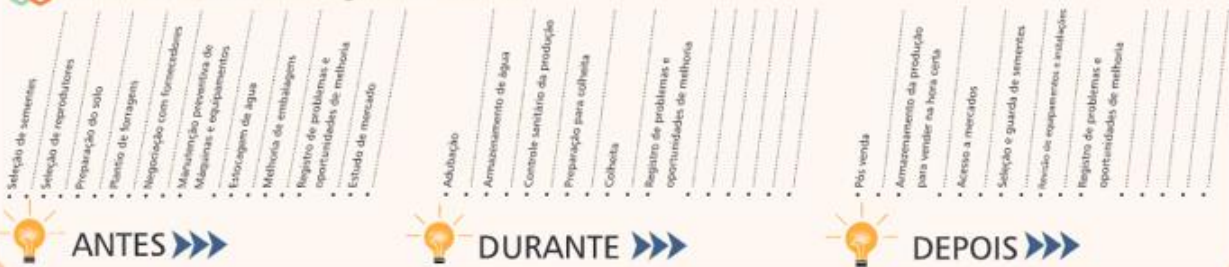 Seleção de sementes
Seleção de reprodutores
Preparação do solo
Plantio de forragens
Negociação com fornecedores
Manutenção preventiva de
Máquinas e equipamentos
Estocagem de água
Melhoria de embalagens
Registro de problemas e
oportunidades de melhoria
Estudo de mercado
ANTES
Adubação
Armazenamento de água
Controle sanitário da produção
Preparação para colheita
Colheita
Registro de problemas e
oportunidades de melhoria
DURANTE
Pós venda
Armazenamento da produção
para vender na hora certa
Acesso a mercados
Seleção e guarda de sementes
Revisão de equipamentos e instalações
Registro de problemas e
oportunidades de melhoria
DEPOIS